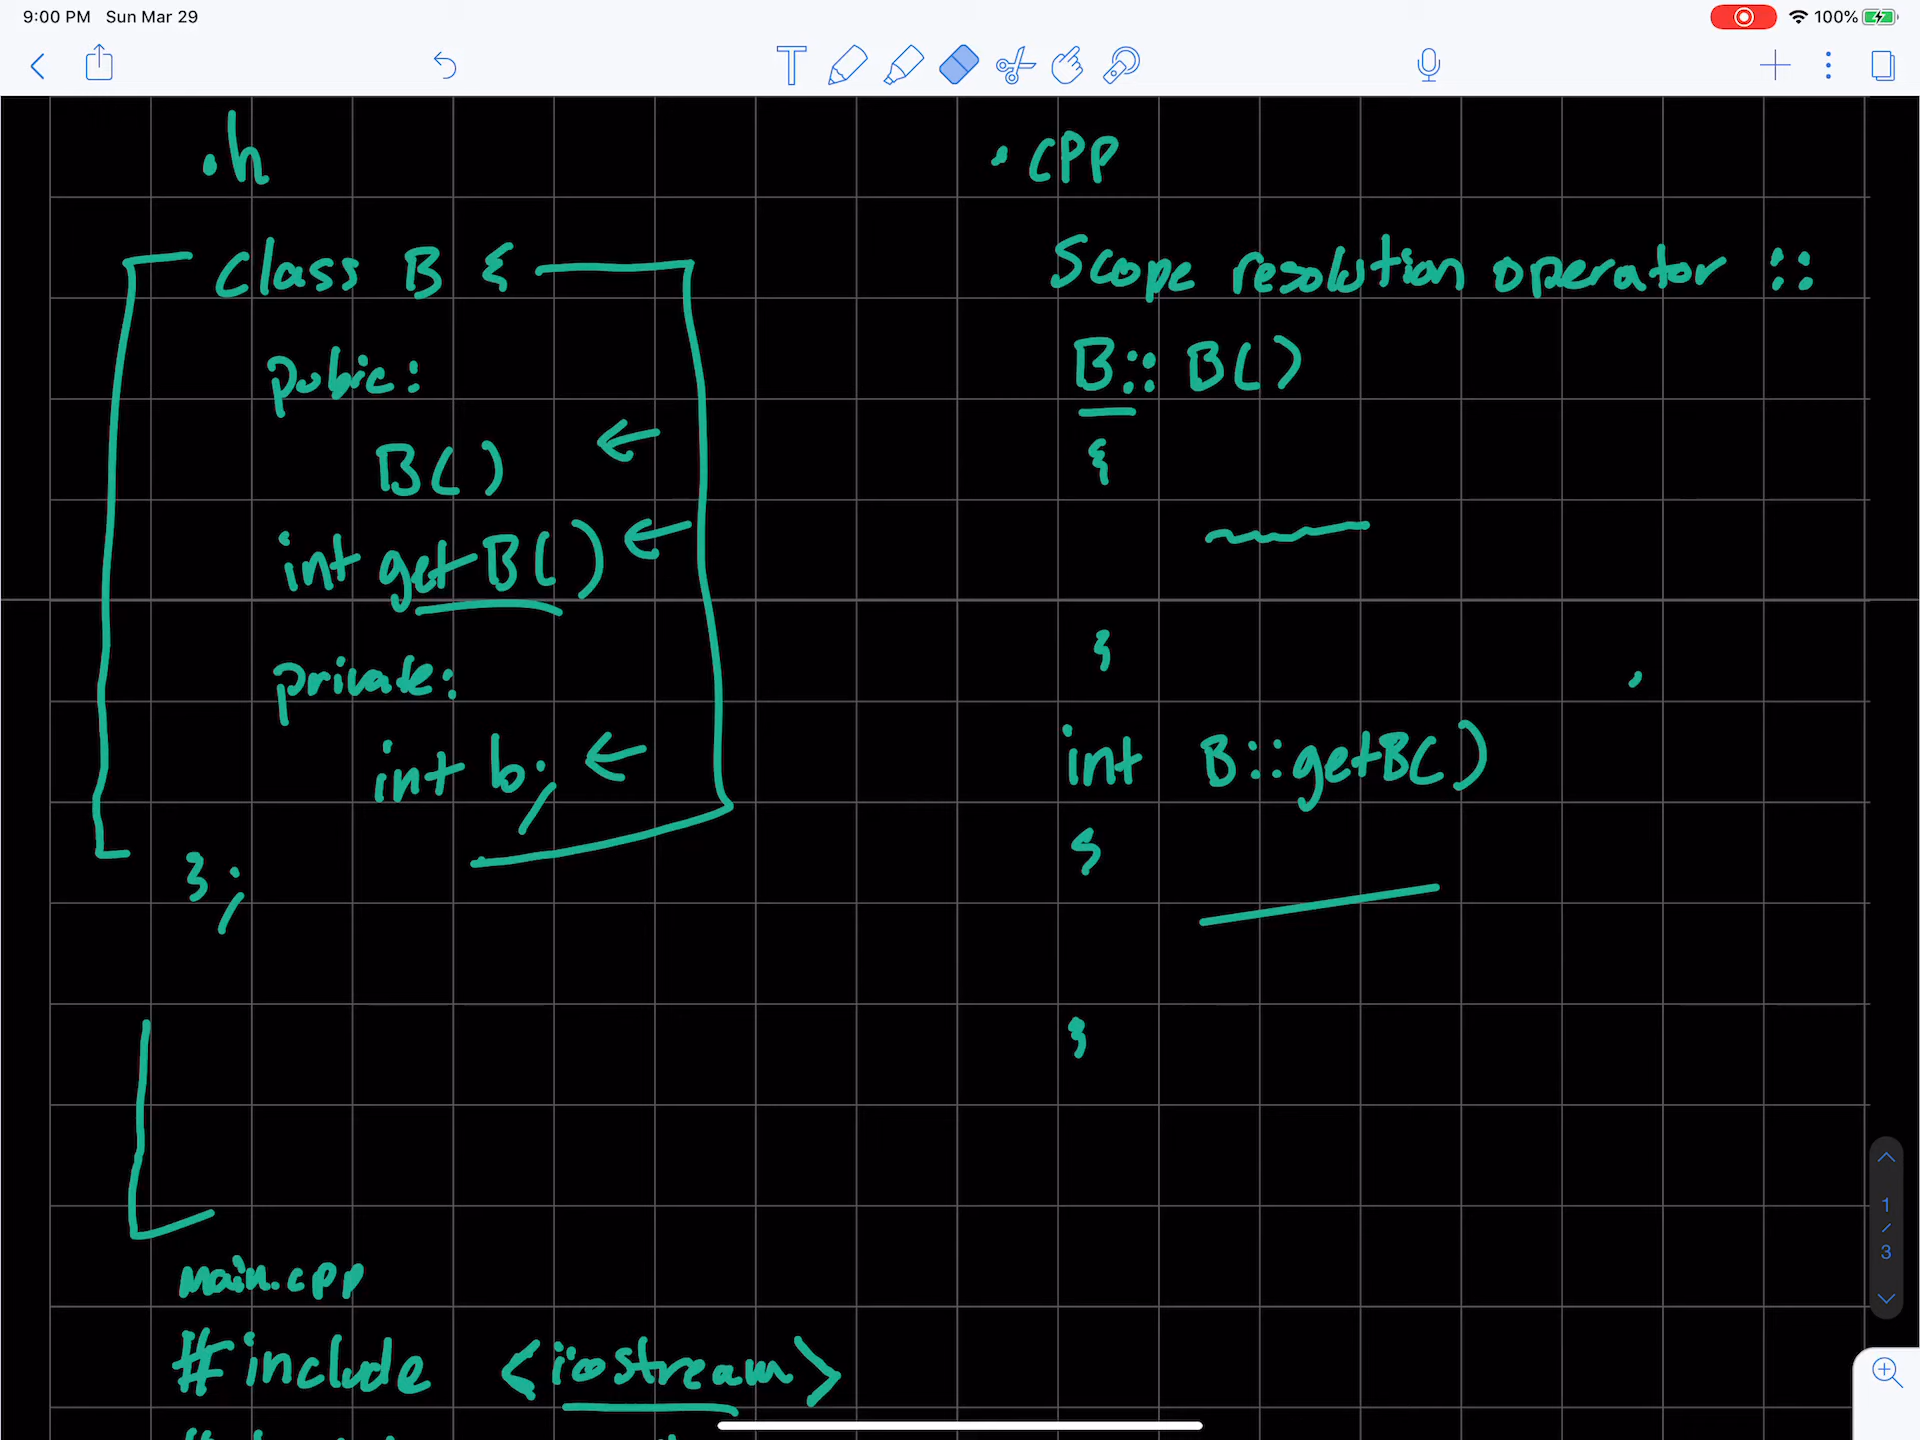 9:00 PM Sun Mar 29
100%
.h
class B {
pubic:
B()
int getB()
private:
int b;
};
main.cpp
#include <iostream>
.cpp
Scope resolution operator ::
B:: B()
{
}
int B::getB()
{
}
1
/
3